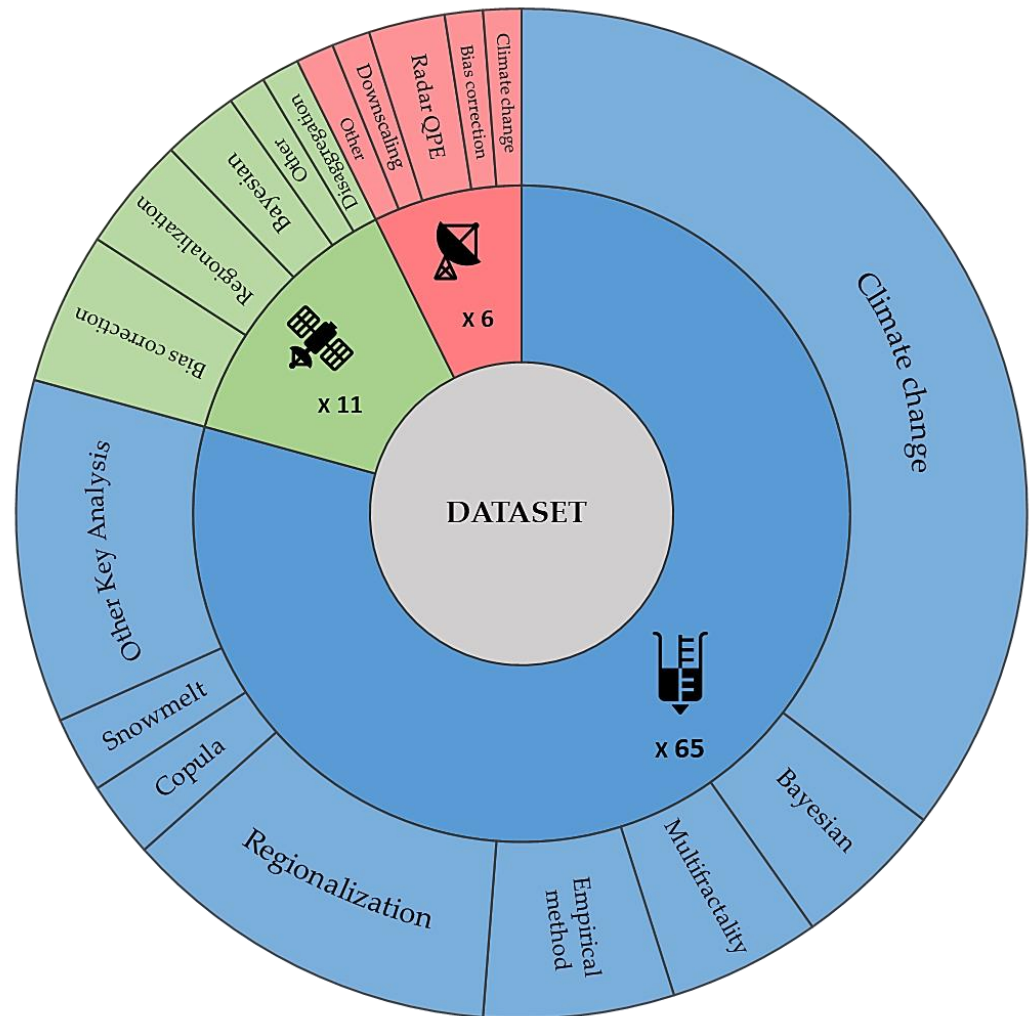 DATASET
x 65
x 11
x 6
Climate change
Bayesian
Multifractality
Empirical
method
Regionalization
Copula
Snowmelt
Other Key Analysis
Bias correction
Regionalization
Bayesian
Other
Disaggregation
Other
Downscaling
Radar QPE
Bias correction
Climate change